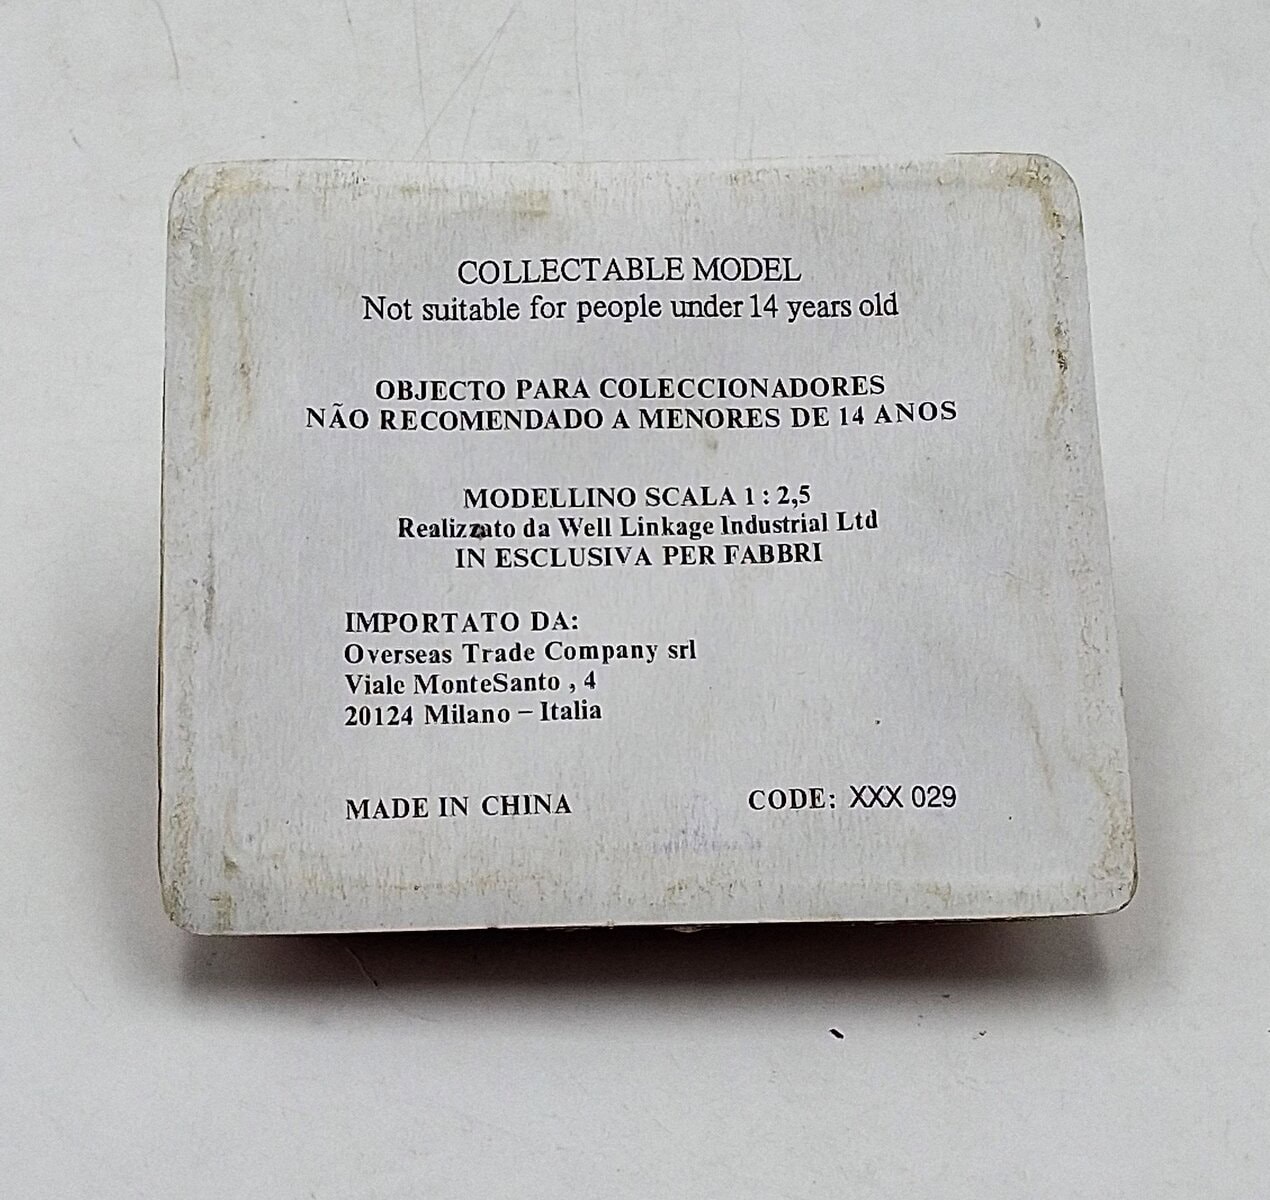 COLLECTABLE MODEL
Not suitable for people under 14 years old
OBJECTO PARA COLECCIONADORES
NÃO RECOMENDADO A MENORES DE 14 ANOS
MODELLINO SCALA 1 : 2,5
Realizzato da Well Linkage Industrial Ltd
IN ESCLUSIVA PER FABBRI
IMPORTATO DA:
Overseas Trade Company srl
Viale MonteSanto , 4
20124 Milano – Italia
MADE IN CHINA
CODE: XXX 029